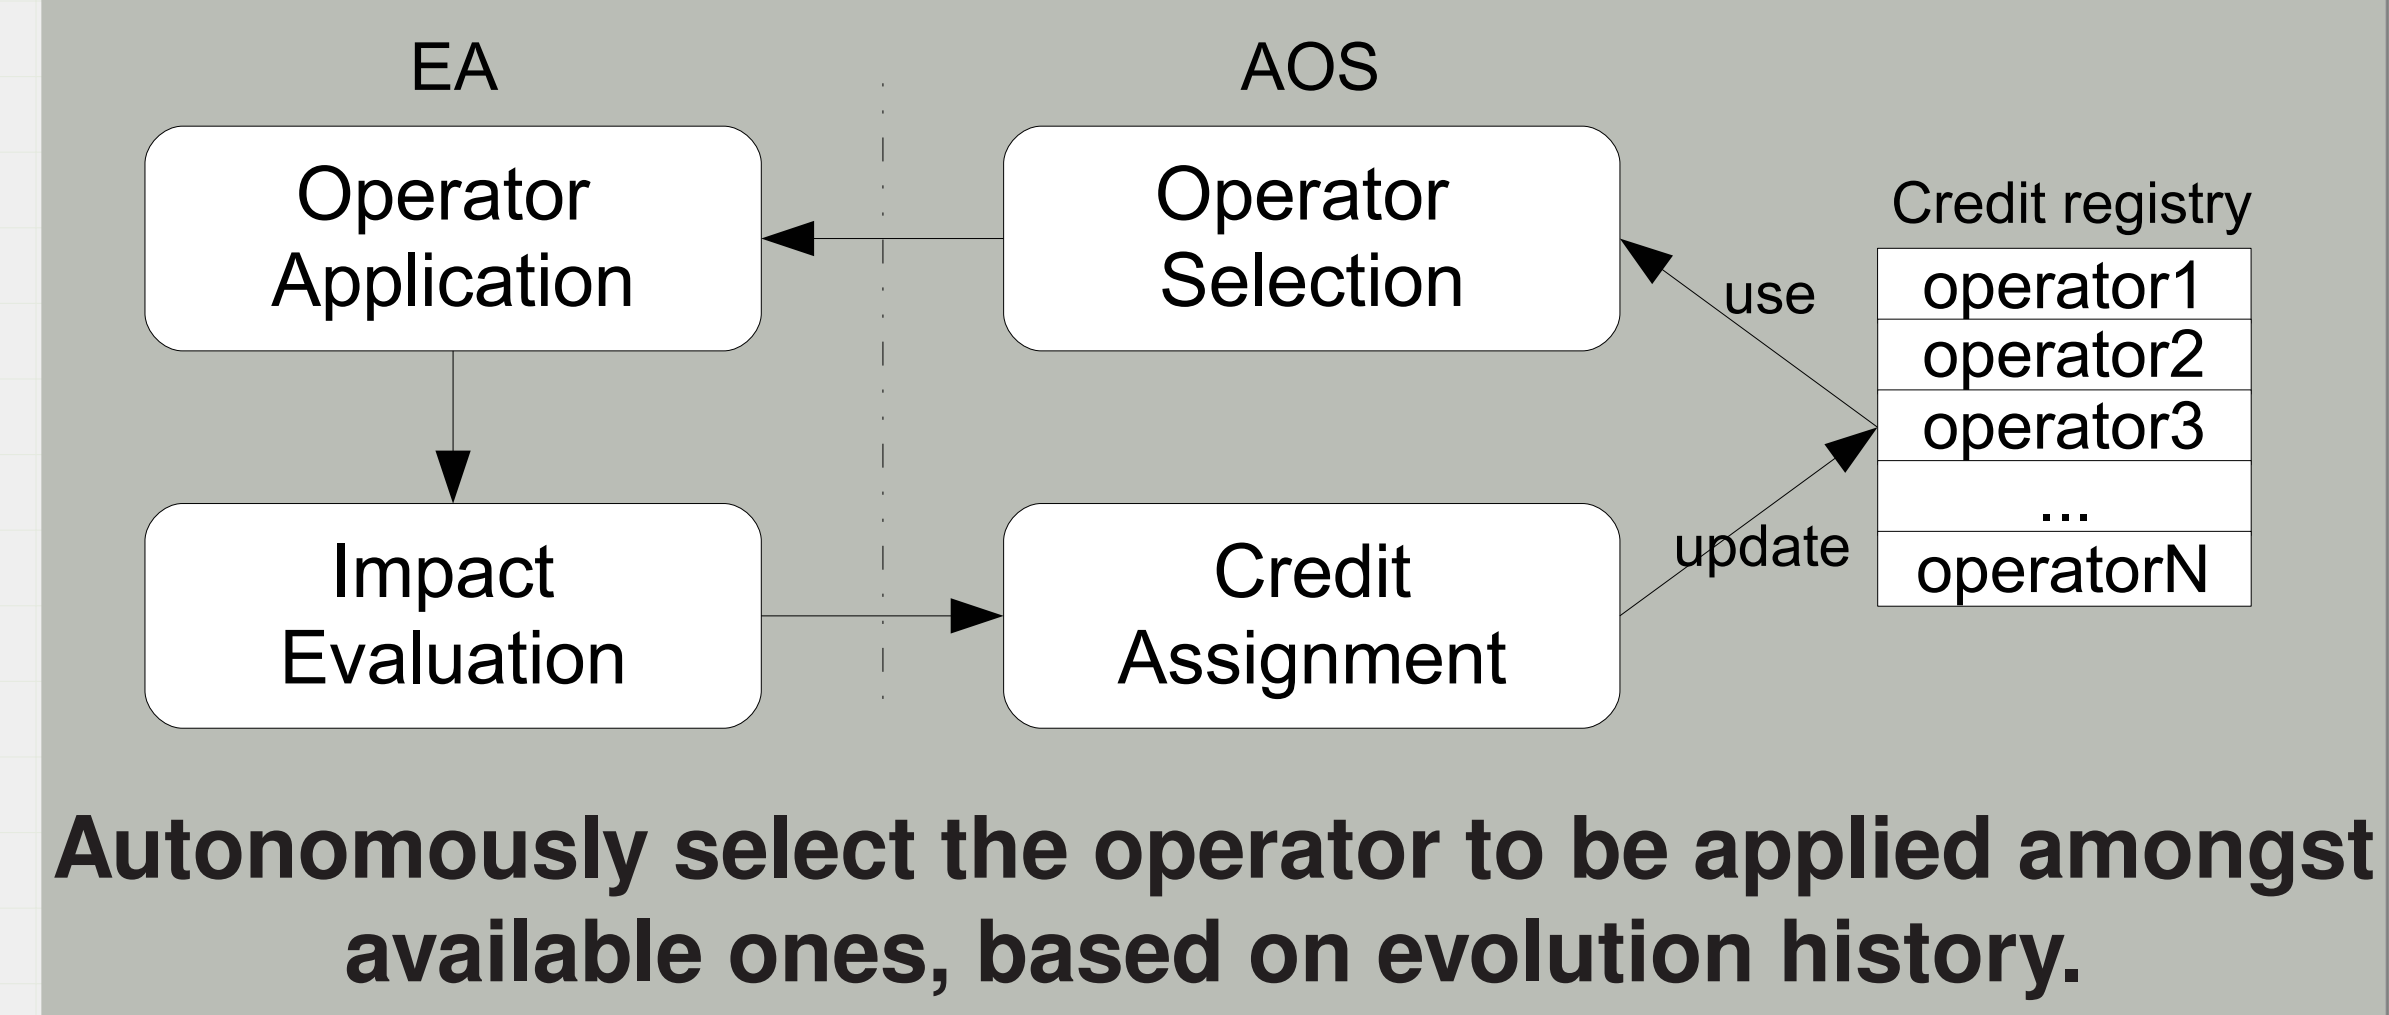 EA
AOS
Operator
Application
Operator
Selection
Credit registry
operator1
operator2
operator3
...
operatorN
use
update
Impact
Evaluation
Credit
Assignment
Autonomously select the operator to be applied amongst
available ones, based on evolution history.